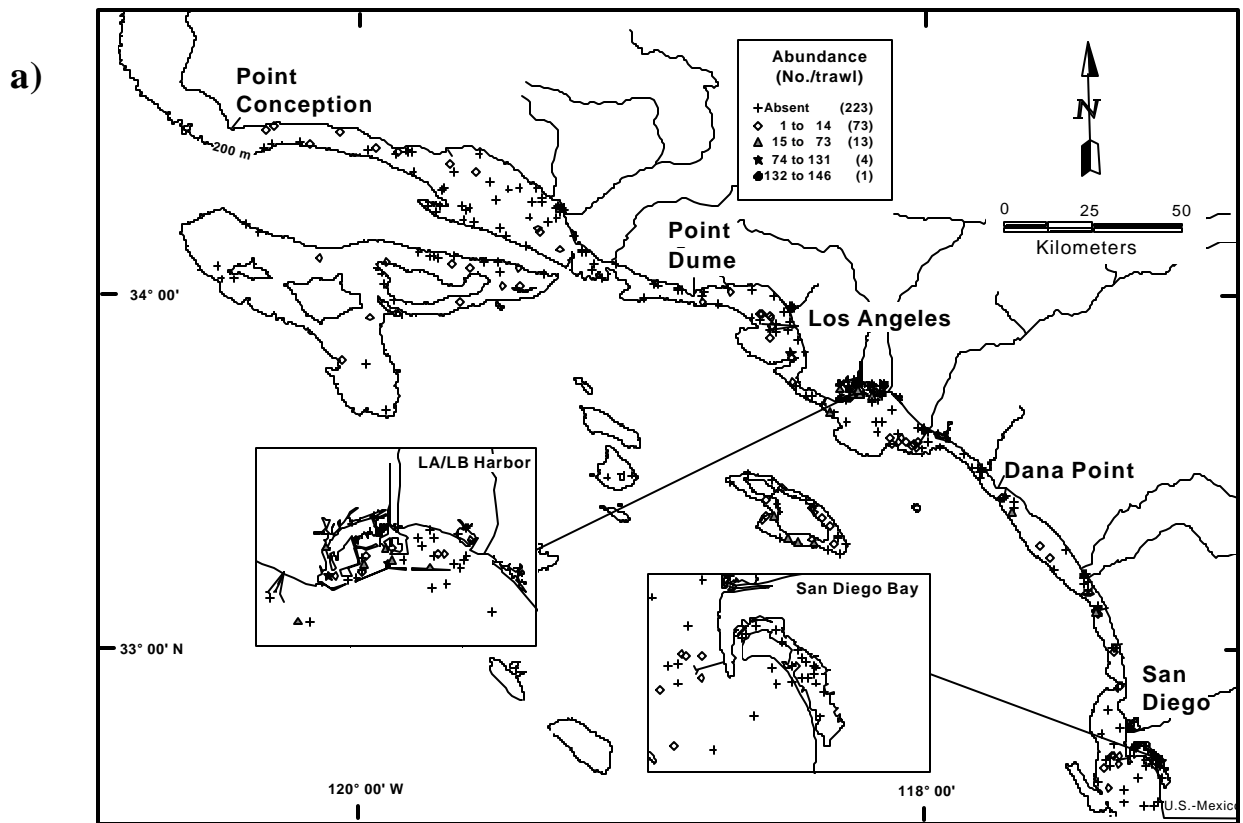 a)
Point
Conception
200 m
Abundance
(No./trawl)
+Absent (223)
1 to 14 (73)
15 to 73 (13)
74 to 131 (4)
132 to 146 (1)
N
0 25 50
Kilometers
Point
Dume
34° 00'
Los Angeles
LA/LB Harbor
Dana Point
San Diego Bay
33° 00' N
San
Diego
120° 00' W
118° 00'
U.S.-Mexico